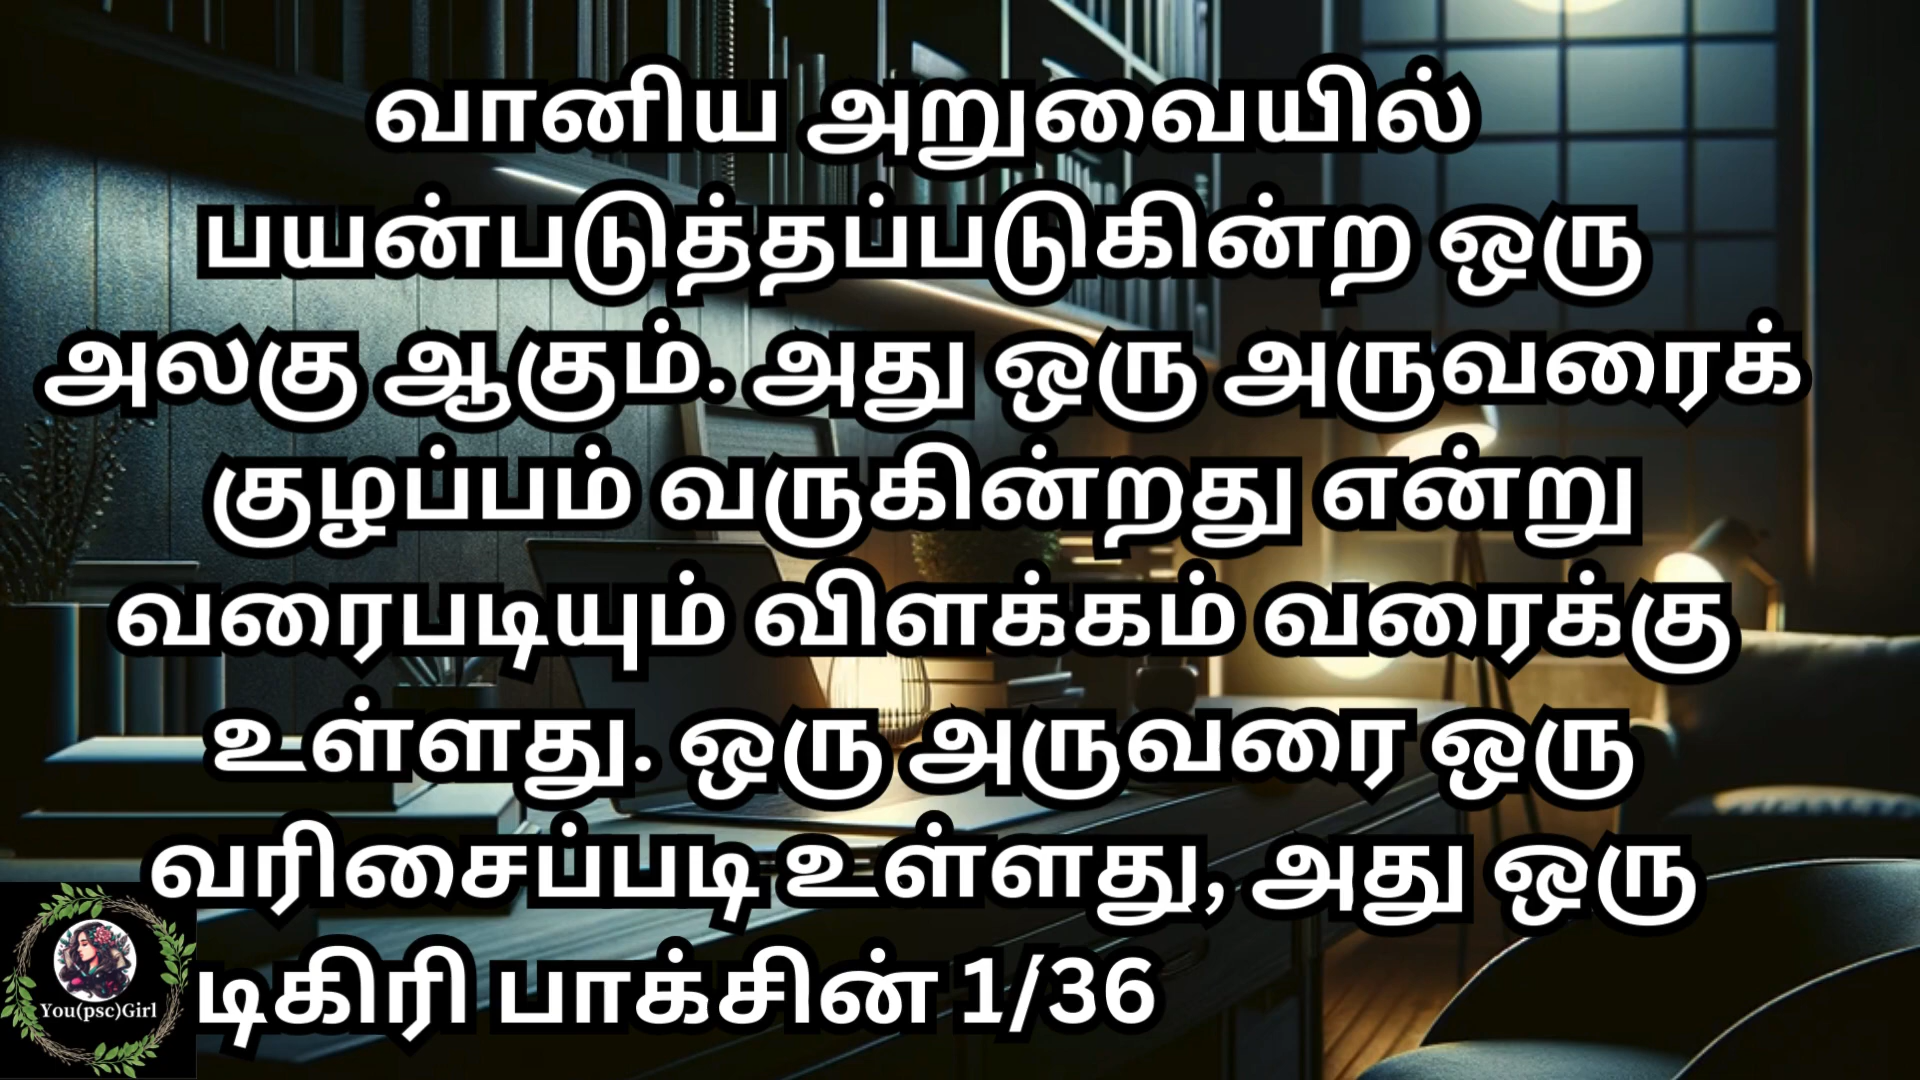 வானிய அறுவையில்
பயன்படுத்தப்படுகின்ற ஒரு
அலகு ஆகும். அது ஒரு அருவரைக்
குழப்பம் வருகின்றது என்று
வரைபடியும் விளக்கம் வரைக்கு
உள்ளது. ஒரு அருவரை ஒரு
வரிசைப்படி உள்ளது, அது ஒரு
டிகிரி பாக்சின் 1/36
You(psc)Girl